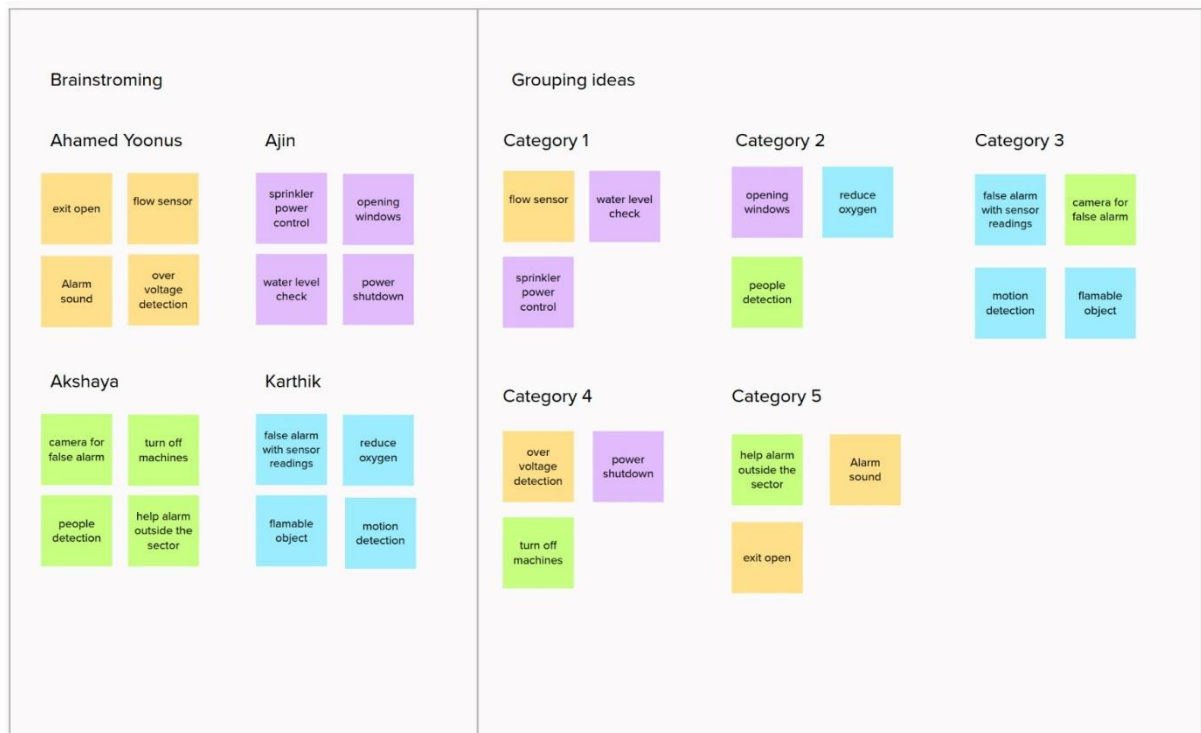 Brainstroming
Ahamed Yoonus
exit open
flow sensor
Alarm
sound
over
voltage
detection
Ajin
sprinkler
power
control
opening
windows
water level
check
power
shutdown
Akshaya
camera for
false alarm
turn off
machines
people
detection
help alarm
outside the
sector
Karthik
false alarm
with sensor
readings
reduce
oxygen
flamable
object
motion
detection
Grouping ideas
Category 1
flow sensor
water level
check
sprinkler
power
control
Category 2
opening
windows
reduce
oxygen
people
detection
Category 3
false alarm
with sensor
readings
camera for
false alarm
motion
detection
flamable
object
Category 4
over
voltage
detection
power
shutdown
turn off
machines
Category 5
help alarm
outside the
sector
Alarm
sound
exit open